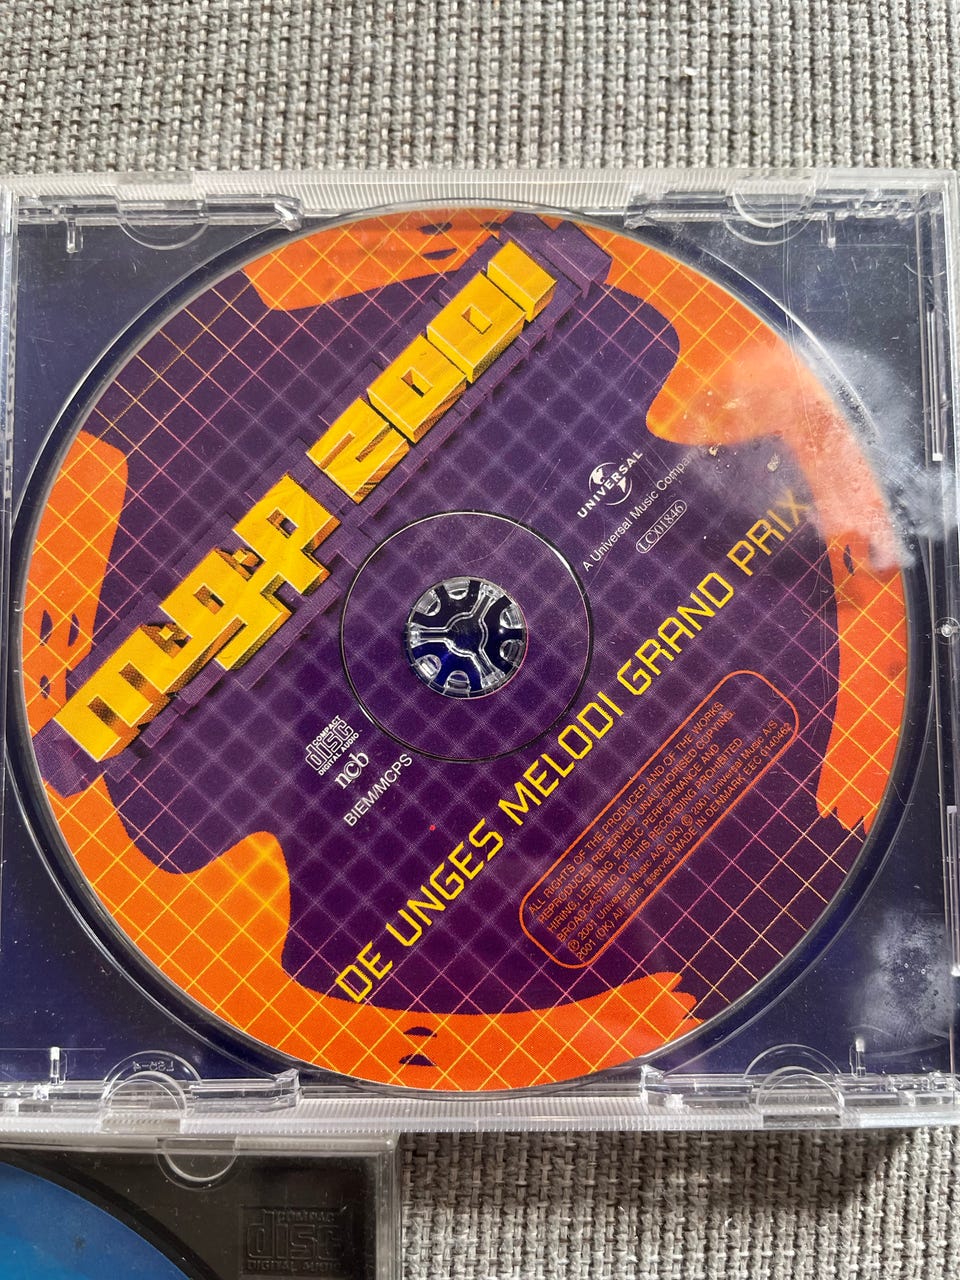 mgp 2001
UNIVERSAL
A Universal Music Company
LC01846
COMPACT
disc
DIGITAL AUDIO
ncb
BIEM/MCPS
DE UNGES MELODI GRAND PRIX
ALL RIGHTS OF THE PRODUCER AND OF THE WORKS
REPRODUCED RESERVED. UNAUTHORISED COPYING,
HIRING, LENDING, PUBLIC PERFORMANCE AND
BROADCASTING OF THIS RECORDING PROHIBITED
℗ 2001 Universal Music A/S, (DK) © 2001 Universal Music A/S
2001 (DK) All rights reserved MADE IN DENMARK EEC
COMPACT
disc
DIGITAL AUDIO